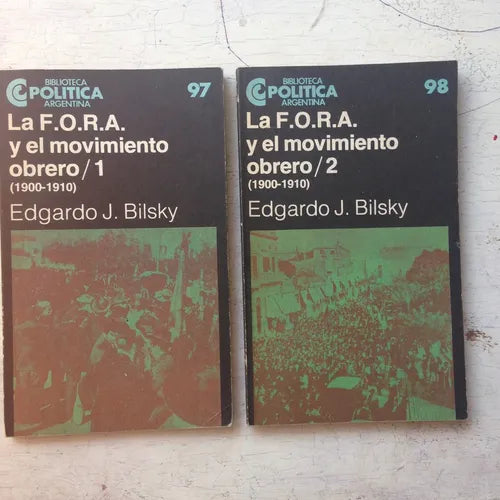 BIBLIOTECA
POLITICA
ARGENTINA
97
La F.O.R.A.
y el movimiento
obrero/1
(1900-1910)
Edgardo J. Bilsky
BIBLIOTECA
POLITICA
ARGENTINA
98
La F.O.R.A.
y el movimiento
obrero/2
(1900-1910)
Edgardo J. Bilsky